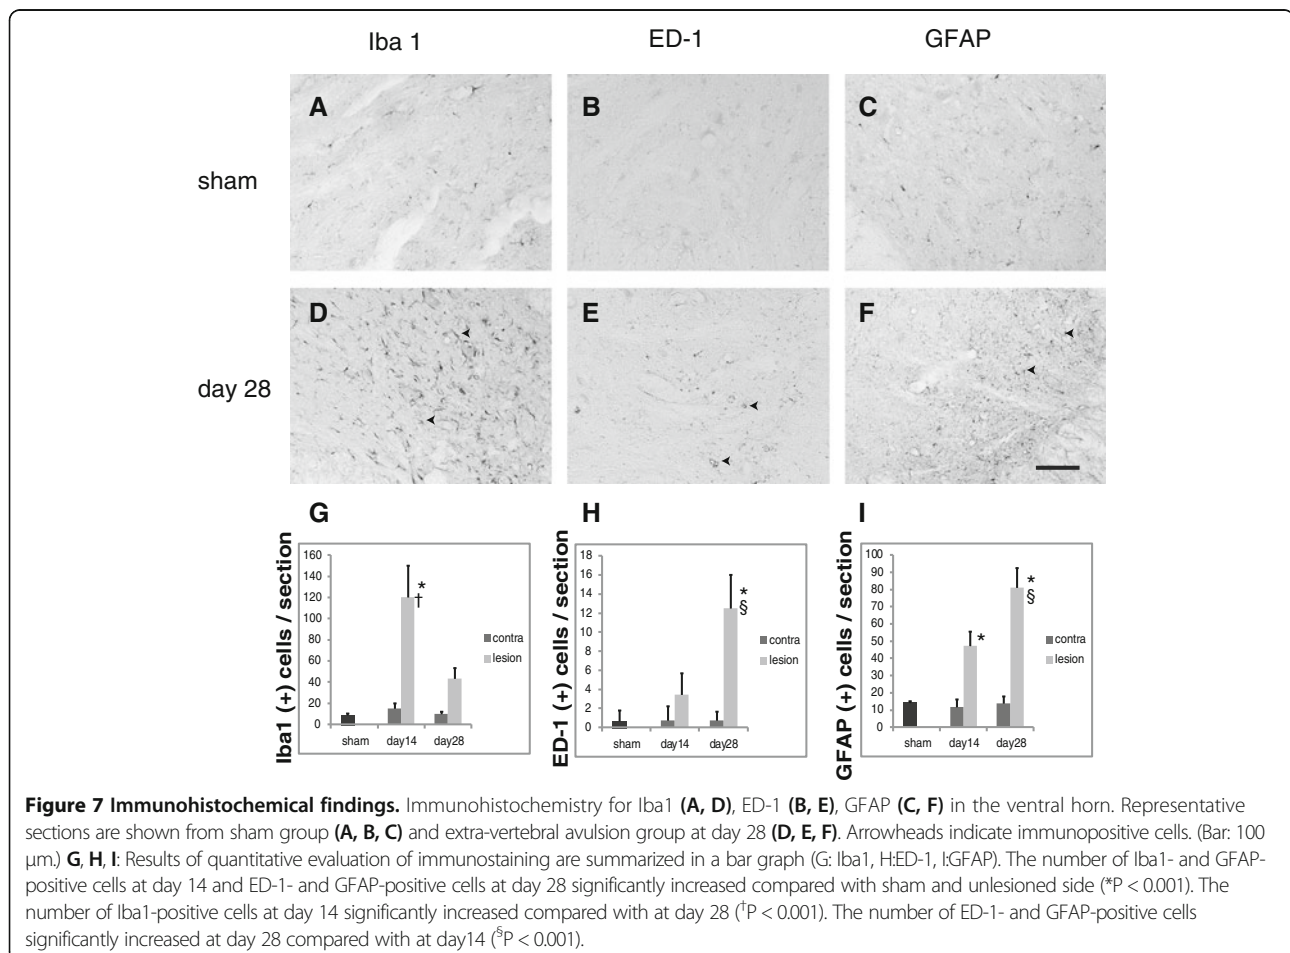 Iba 1 ED-1 GFAP
A B C
sham
D E F
day 28
G H I
Iba1 (+) cells / section
160
140
120
100
80
60
40
20
0
*
†
contra
lesion
sham day14 day28
ED-1 (+) cells / section
18
16
14
12
10
8
6
4
2
0
*
§
contra
lesion
sham day14 day28
GFAP (+) cells / section
100
90
80
70
60
50
40
30
20
10
0
*
*
§
contra
lesion
sham day14 day28
Figure 7 Immunohistochemical findings. Immunohistochemistry for Iba1 (A, D), ED-1 (B, E), GFAP (C, F) in the ventral horn. Representative
sections are shown from sham group (A, B, C) and extra-vertebral avulsion group at day 28 (D, E, F). Arrowheads indicate immunopositive cells. (Bar: 100
μm.) G, H, I: Results of quantitative evaluation of immunostaining are summarized in a bar graph (G: Iba1, H:ED-1, I:GFAP). The number of Iba1- and GFAP-
positive cells at day 14 and ED-1- and GFAP-positive cells at day 28 significantly increased compared with sham and unlesioned side (*P < 0.001). The
number of Iba1-positive cells at day 14 significantly increased compared with at day 28 (†P < 0.001). The number of ED-1- and GFAP-positive cells
significantly increased at day 28 compared with at day14 (§P < 0.001).